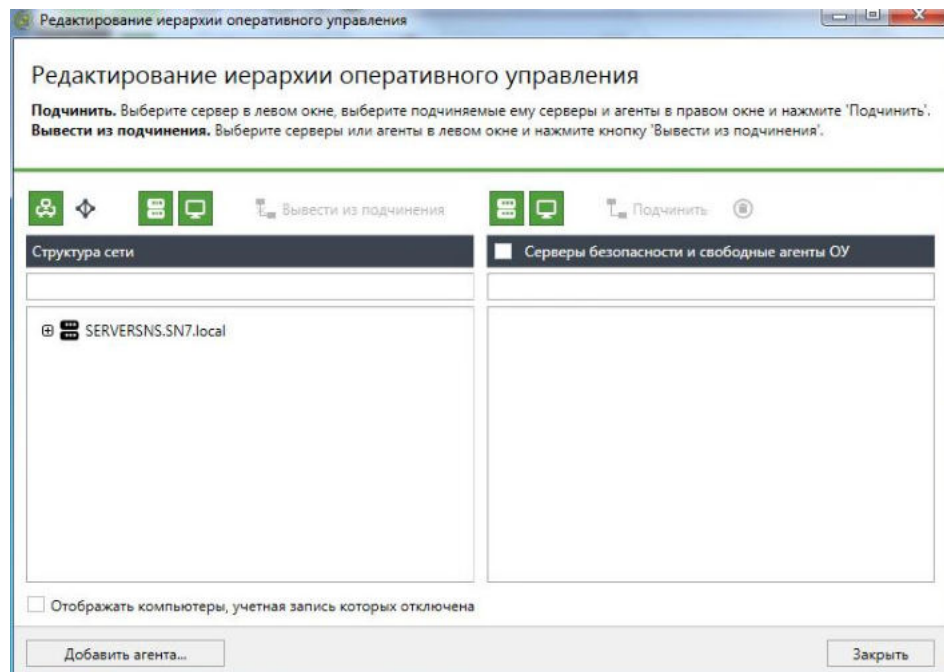 Редактирование иерархии оперативного управления
Редактирование иерархии оперативного управления
Подчинить. Выберите сервер в левом окне, выберите подчиняемые ему серверы и агенты в правом окне и нажмите 'Подчинить'.
Вывести из подчинения. Выберите серверы или агенты в левом окне и нажмите кнопку 'Вывести из подчинения'.
Вывести из подчинения
Подчинить
Структура сети
Серверы безопасности и свободные агенты ОУ
SERVERSNS.SN7.local
Отображать компьютеры, учетная запись которых отключена
Добавить агента...
Закрыть